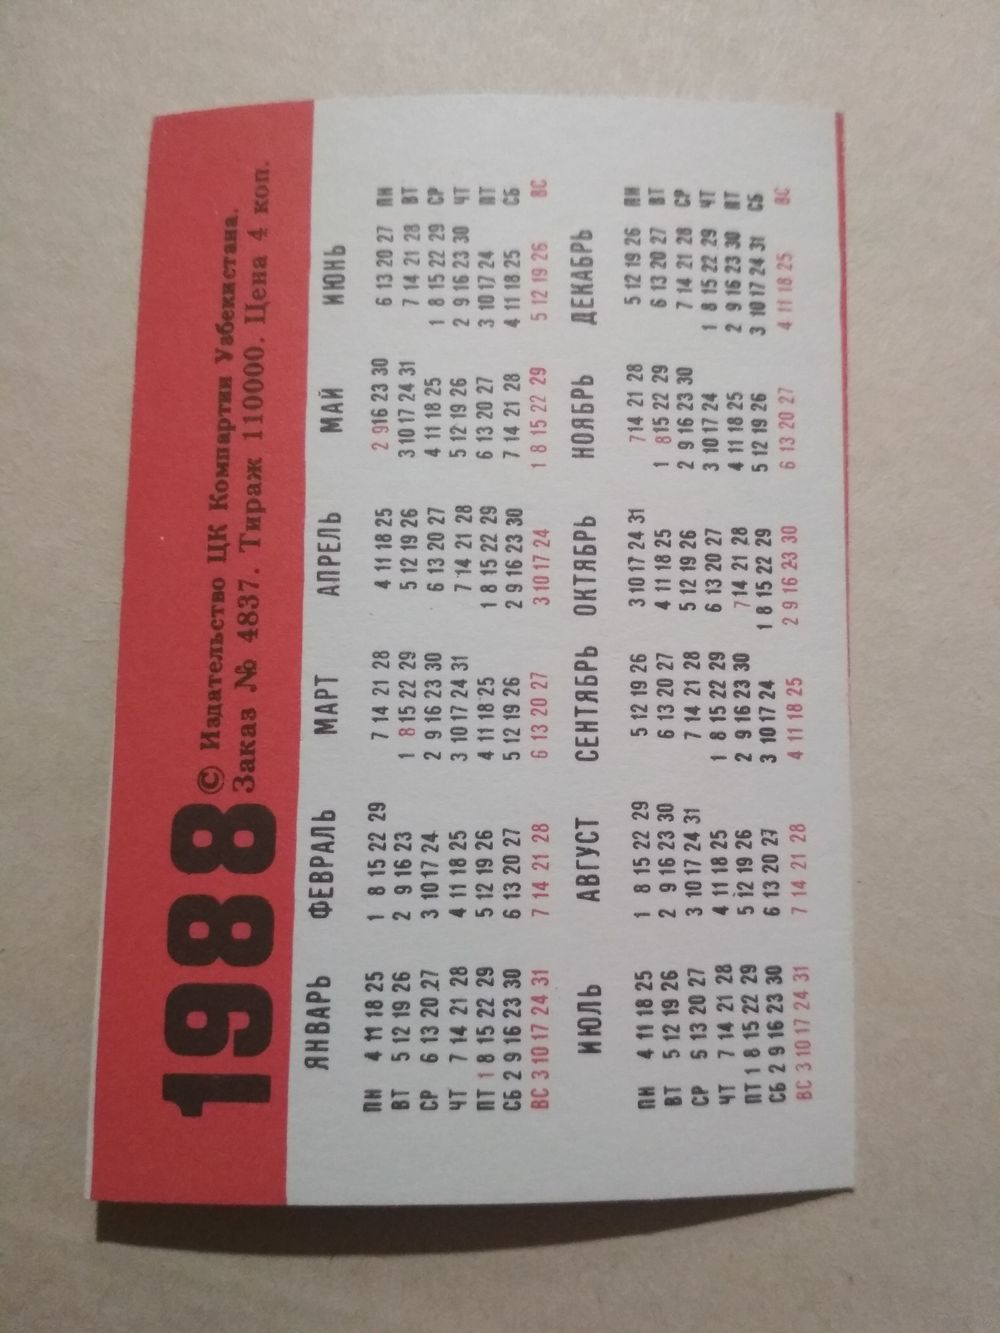 1988
© Издательство ЦК Компартии Узбекистана.
Заказ № 4837. Тираж 110000. Цена 4 коп.
ЯНВАРЬ ФЕВРАЛЬ МАРТ АПРЕЛЬ МАЙ ИЮНЬ
ПН 4 11 18 25 1 8 15 22 29 7 14 21 28 4 11 18 25 2 9 16 23 30 6 13 20 27 ПН
ВТ 5 12 19 26 2 9 16 23 1 8 15 22 29 5 12 19 26 3 10 17 24 31 7 14 21 28 ВТ
СР 6 13 20 27 3 10 17 24 2 9 16 23 30 6 13 20 27 4 11 18 25 1 8 15 22 29 СР
ЧТ 7 14 21 28 4 11 18 25 3 10 17 24 31 7 14 21 28 5 12 19 26 2 9 16 23 30 ЧТ
ПТ 1 8 15 22 29 5 12 19 26 4 11 18 25 1 8 15 22 29 6 13 20 27 3 10 17 24 ПТ
СБ 2 9 16 23 30 6 13 20 27 5 12 19 26 2 9 16 23 30 7 14 21 28 4 11 18 25 СБ
ВС 3 10 17 24 31 7 14 21 28 6 13 20 27 3 10 17 24 1 8 15 22 29 5 12 19 26 ВС
ИЮЛЬ АВГУСТ СЕНТЯБРЬ ОКТЯБРЬ НОЯБРЬ ДЕКАБРЬ
ПН 4 11 18 25 1 8 15 22 29 5 12 19 26 3 10 17 24 31 7 14 21 28 5 12 19 26 ПН
ВТ 5 12 19 26 2 9 16 23 30 6 13 20 27 4 11 18 25 1 8 15 22 29 6 13 20 27 ВТ
СР 6 13 20 27 3 10 17 24 31 7 14 21 28 5 12 19 26 2 9 16 23 30 7 14 21 28 СР
ЧТ 7 14 21 28 4 11 18 25 1 8 15 22 29 6 13 20 27 3 10 17 24 1 8 15 22 29 ЧТ
ПТ 1 8 15 22 29 5 12 19 26 2 9 16 23 30 7 14 21 28 4 11 18 25 2 9 16 23 30 ПТ
СБ 2 9 16 23 30 6 13 20 27 3 10 17 24 1 8 15 22 29 5 12 19 26 3 10 17 24 31 СБ
ВС 3 10 17 24 31 7 14 21 28 4 11 18 25 2 9 16 23 30 6 13 20 27 4 11 18 25 ВС